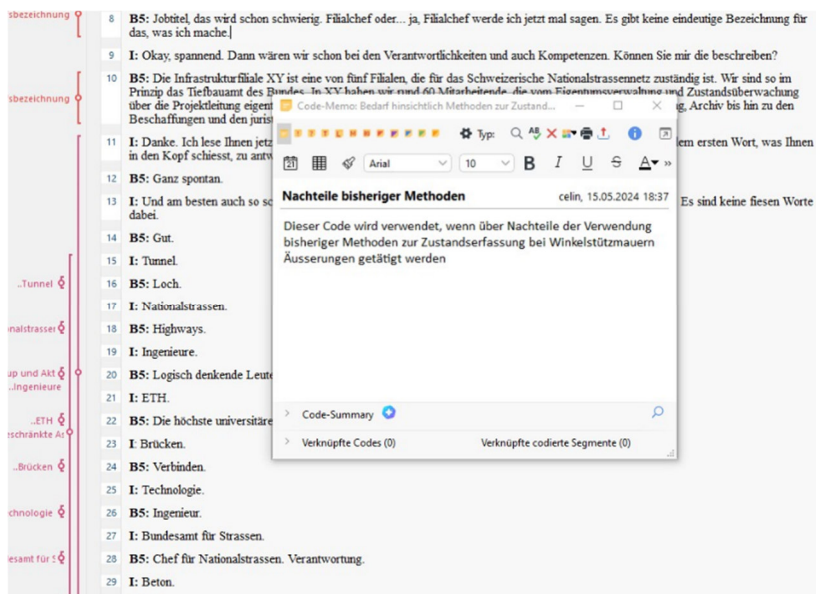 sbezeichnung
8 B5: Jobtitel, das wird schon schwierig. Filialchef oder... ja, Filialchef werde ich jetzt mal sagen. Es gibt keine eindeutige Bezeichnung für
das, was ich mache.
9 I: Okay, spannend. Dann wären wir schon bei den Verantwortlichkeiten und auch Kompetenzen. Können Sie mir die beschreiben?
sbezeichnung
10 B5: Die Infrastrukturfiliale XY ist eine von fünf Filialen, die für das Schweizerische Nationalstrassennetz zuständig ist. Wir sind so im
Prinzip das Tiefbauamt des Bundes. In XY haben wir rund 60 Mitarbeitende, die vom Eigentumsverwaltung und Zustandsüberwachung
über die Projektleitung eigent g, Archiv bis hin zu den
Beschaffungen und den jurist
11 I: Danke. Ich lese Ihnen jetz dem ersten Wort, was Ihnen
in den Kopf schiesst, zu antw
12 B5: Ganz spontan.
13 I: Und am besten auch so sc Es sind keine fiesen Worte
dabei.
14 B5: Gut.
15 I: Tunnel.
..Tunnel
16 B5: Loch.
17 I: Nationalstrassen.
onalstrasser
18 B5: Highways.
19 I: Ingenieure.
up und Akt
..Ingenieure
20 B5: Logisch denkende Leute
21 I: ETH.
..ETH
22 B5: Die höchste universitäre
eschränkte As
23 I: Brücken.
..Brücken
24 B5: Verbinden.
25 I: Technologie.
chnologie
26 B5: Ingenieur.
27 I: Bundesamt für Strassen.
esamt für S
28 B5: Chef für Nationalstrassen. Verantwortung.
29 I: Beton.
Code-Memo: Bedarf hinsichtlich Methoden zur Zustand...
Typ:
Arial 10 B I U S A
Nachteile bisheriger Methoden celin, 15.05.2024 18:37
Dieser Code wird verwendet, wenn über Nachteile der Verwendung
bisheriger Methoden zur Zustandserfassung bei Winkelstützmauern
Äusserungen getätigt werden
Code-Summary
Verknüpfte Codes (0) Verknüpfte codierte Segmente (0)